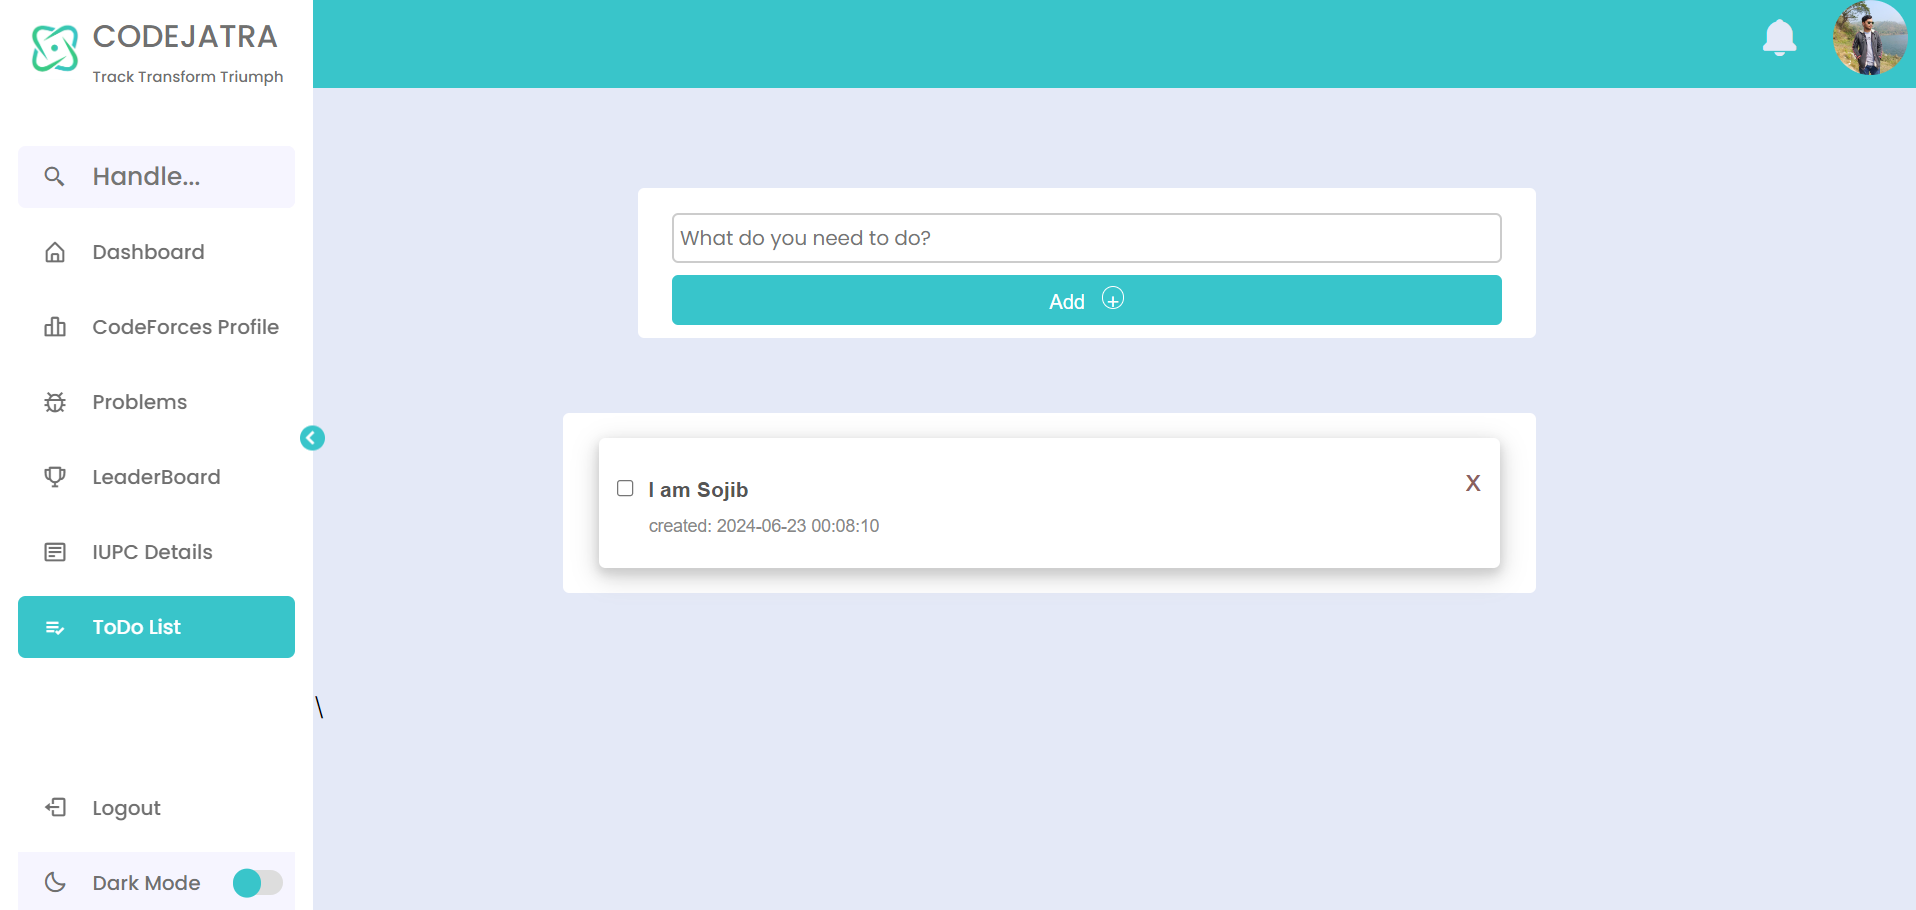 CODEJATRA
Track Transform Triumph
Handle...
Dashboard
CodeForces Profile
Problems
LeaderBoard
IUPC Details
ToDo List
\
Logout
Dark Mode
What do you need to do?
Add
I am Sojib
X
created: 2024-06-23 00:08:10